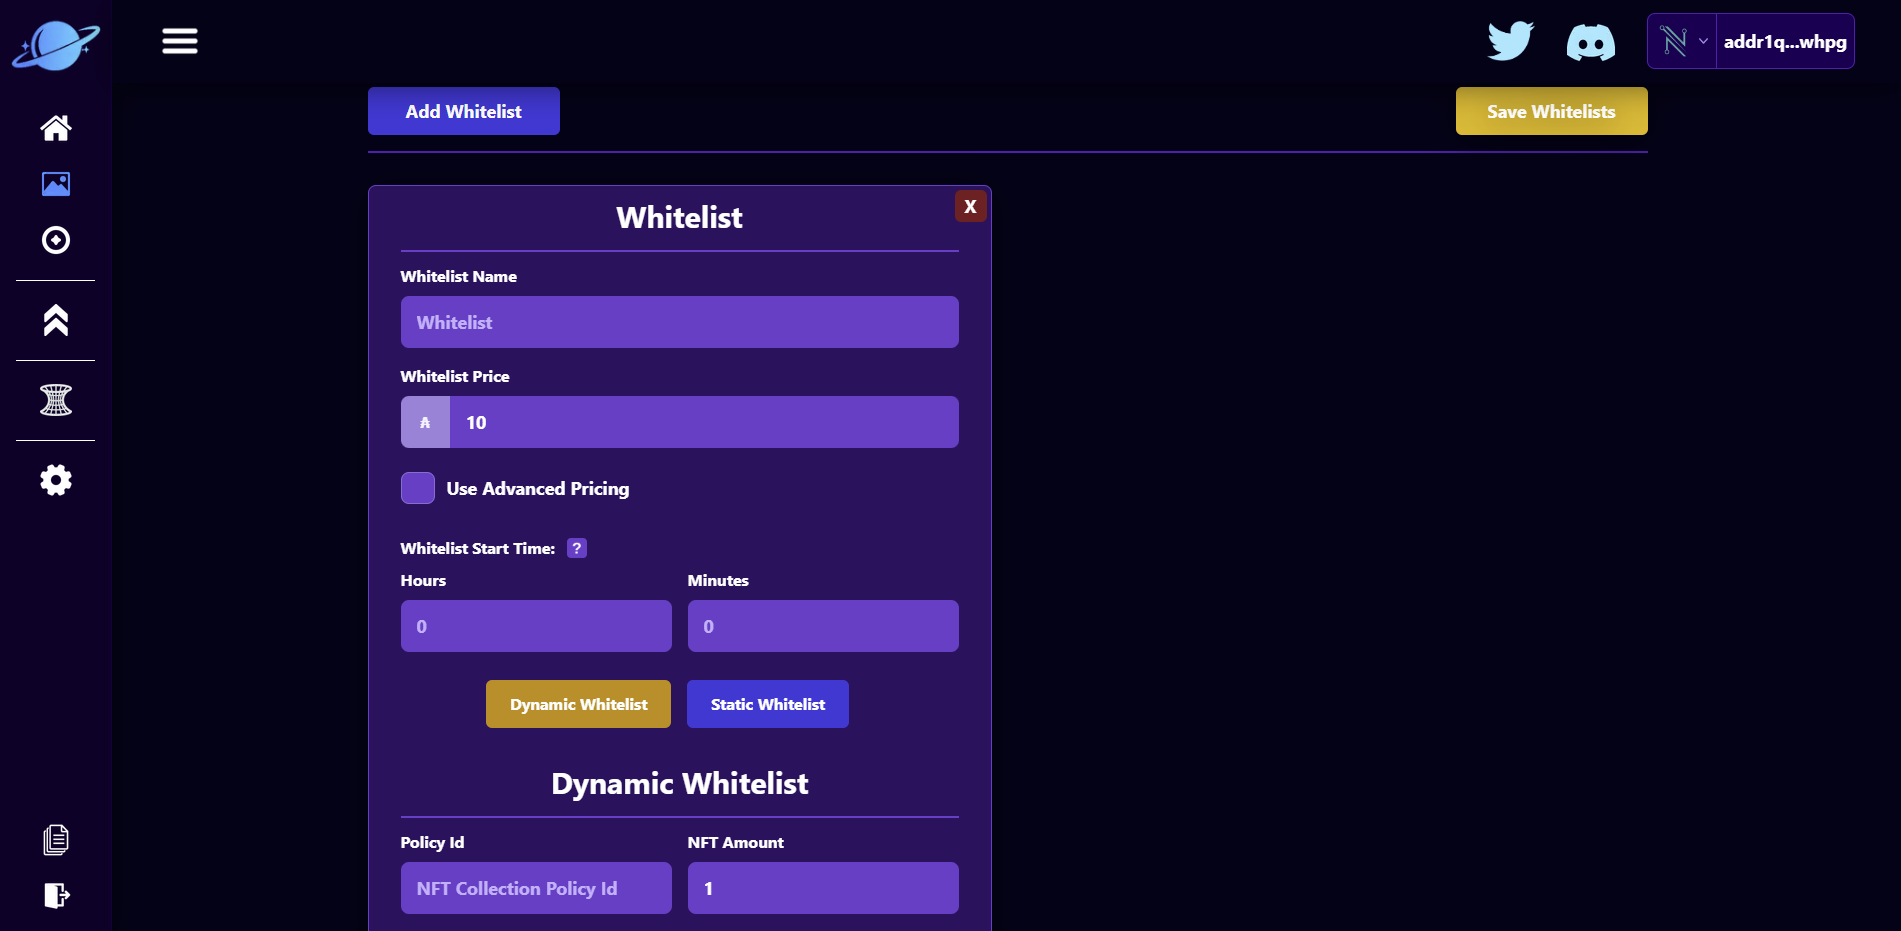 addr1q...whpg
Add Whitelist
Save Whitelists
Whitelist
X
Whitelist Name
Whitelist
Whitelist Price
₳ 10
Use Advanced Pricing
Whitelist Start Time: ?
Hours Minutes
0 0
Dynamic Whitelist Static Whitelist
Dynamic Whitelist
Policy Id NFT Amount
NFT Collection Policy Id 1